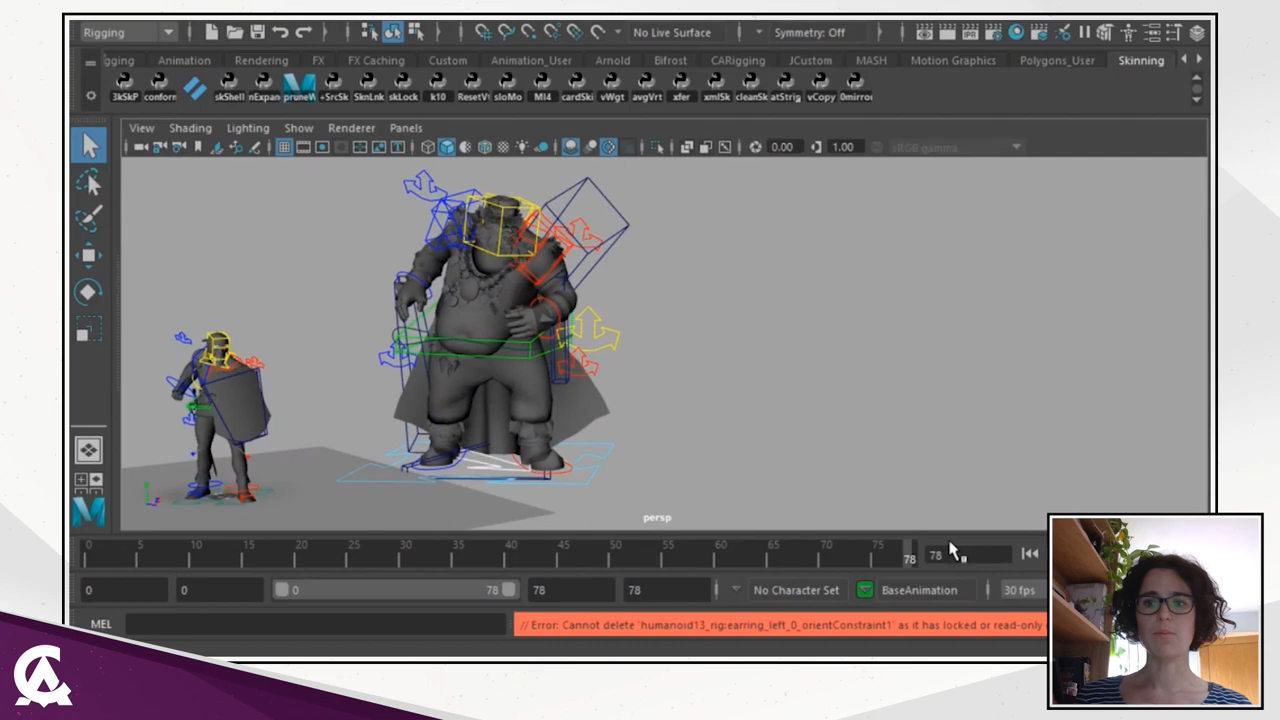 Rigging No Live Surface Symmetry: Off
gging Animation Rendering FX FX Caching Custom Animation_User Arnold Bifrost CARigging JCustom MASH Motion Graphics Polygons_User Skinning
3kSkP conform skShell nExpan pruneW +SrcSk SknLnk skLock k10 ResetV sloMo Ml4 cardSki vWgt avgVrt xfer xmlSk cleanSk atStrig vCopy 0mirror
View Shading Lighting Show Renderer Panels
0.00 1.00 sRGB gamma
persp
0 5 10 15 20 25 30 35 40 45 50 55 60 65 70 75 78 78
0 0 0 78 78 78 No Character Set BaseAnimation 30 fps
MEL // Error: Cannot delete 'humanoid13_rig:earring_left_0_orientConstraint1' as it has locked or read-only